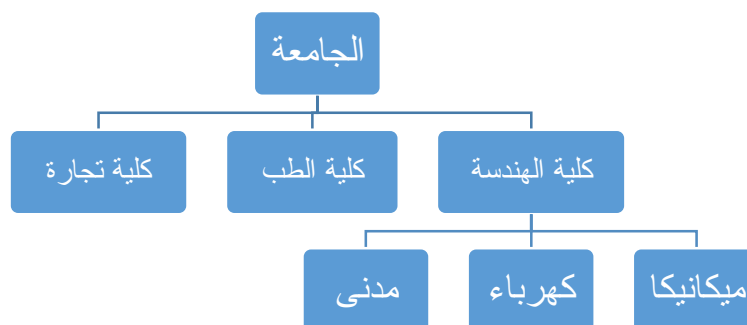 الجامعة
كلية الهندسة
كلية الطب
كلية تجارة
ميكانيكا
كهرباء
مدنى